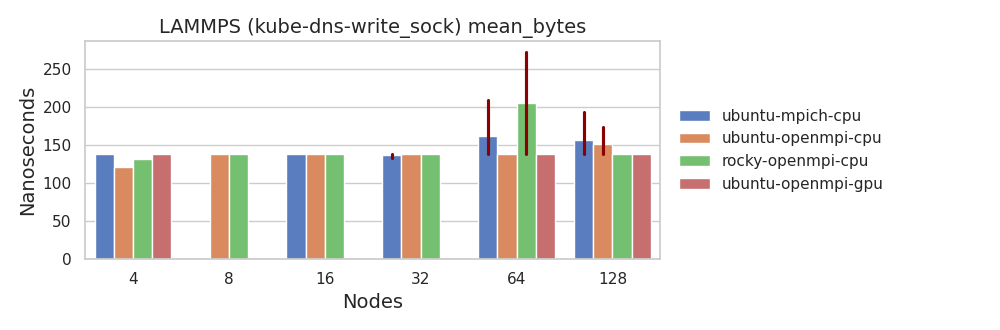 LAMMPS (kube-dns-write_sock) mean_bytes
Nanoseconds
250
200
150
100
50
0
4 8 16 32 64 128
Nodes
ubuntu-mpich-cpu
ubuntu-openmpi-cpu
rocky-openmpi-cpu
ubuntu-openmpi-gpu